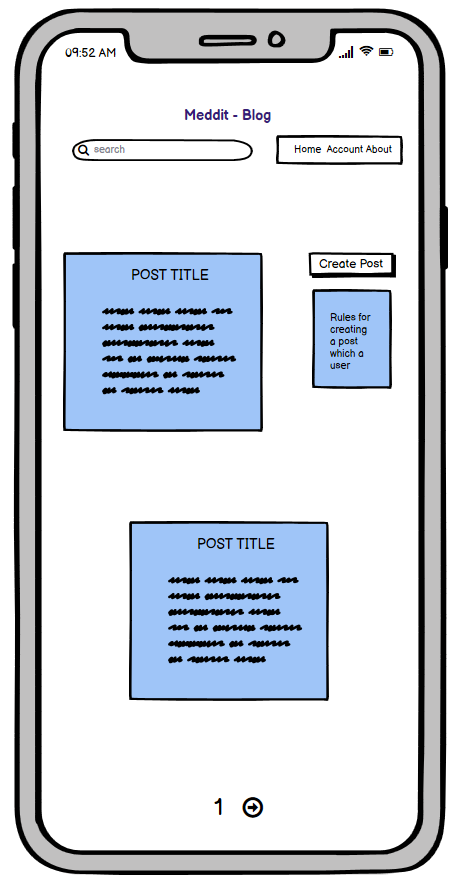 09:52 AM
Meddit - Blog
search
Home Account About
POST TITLE
Create Post
Rules for
creating
a post
which a
user
POST TITLE
1